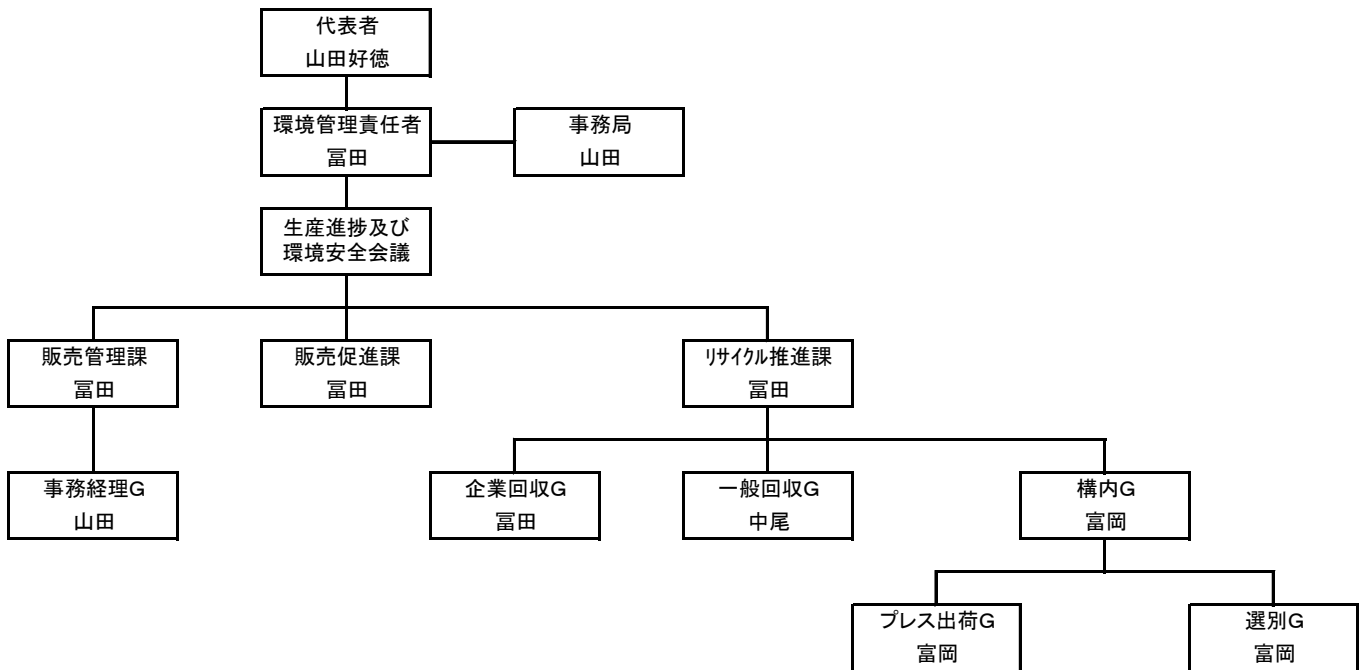 代表者
山田好徳
環境管理責任者
冨田
事務局
山田
生産進捗及び
環境安全会議
販売管理課
冨田
販売促進課
冨田
ﾘｻｲｸﾙ推進課
冨田
事務経理G
山田
企業回収G
冨田
一般回収G
中尾
構内G
富岡
プレス出荷G
富岡
選別G
富岡